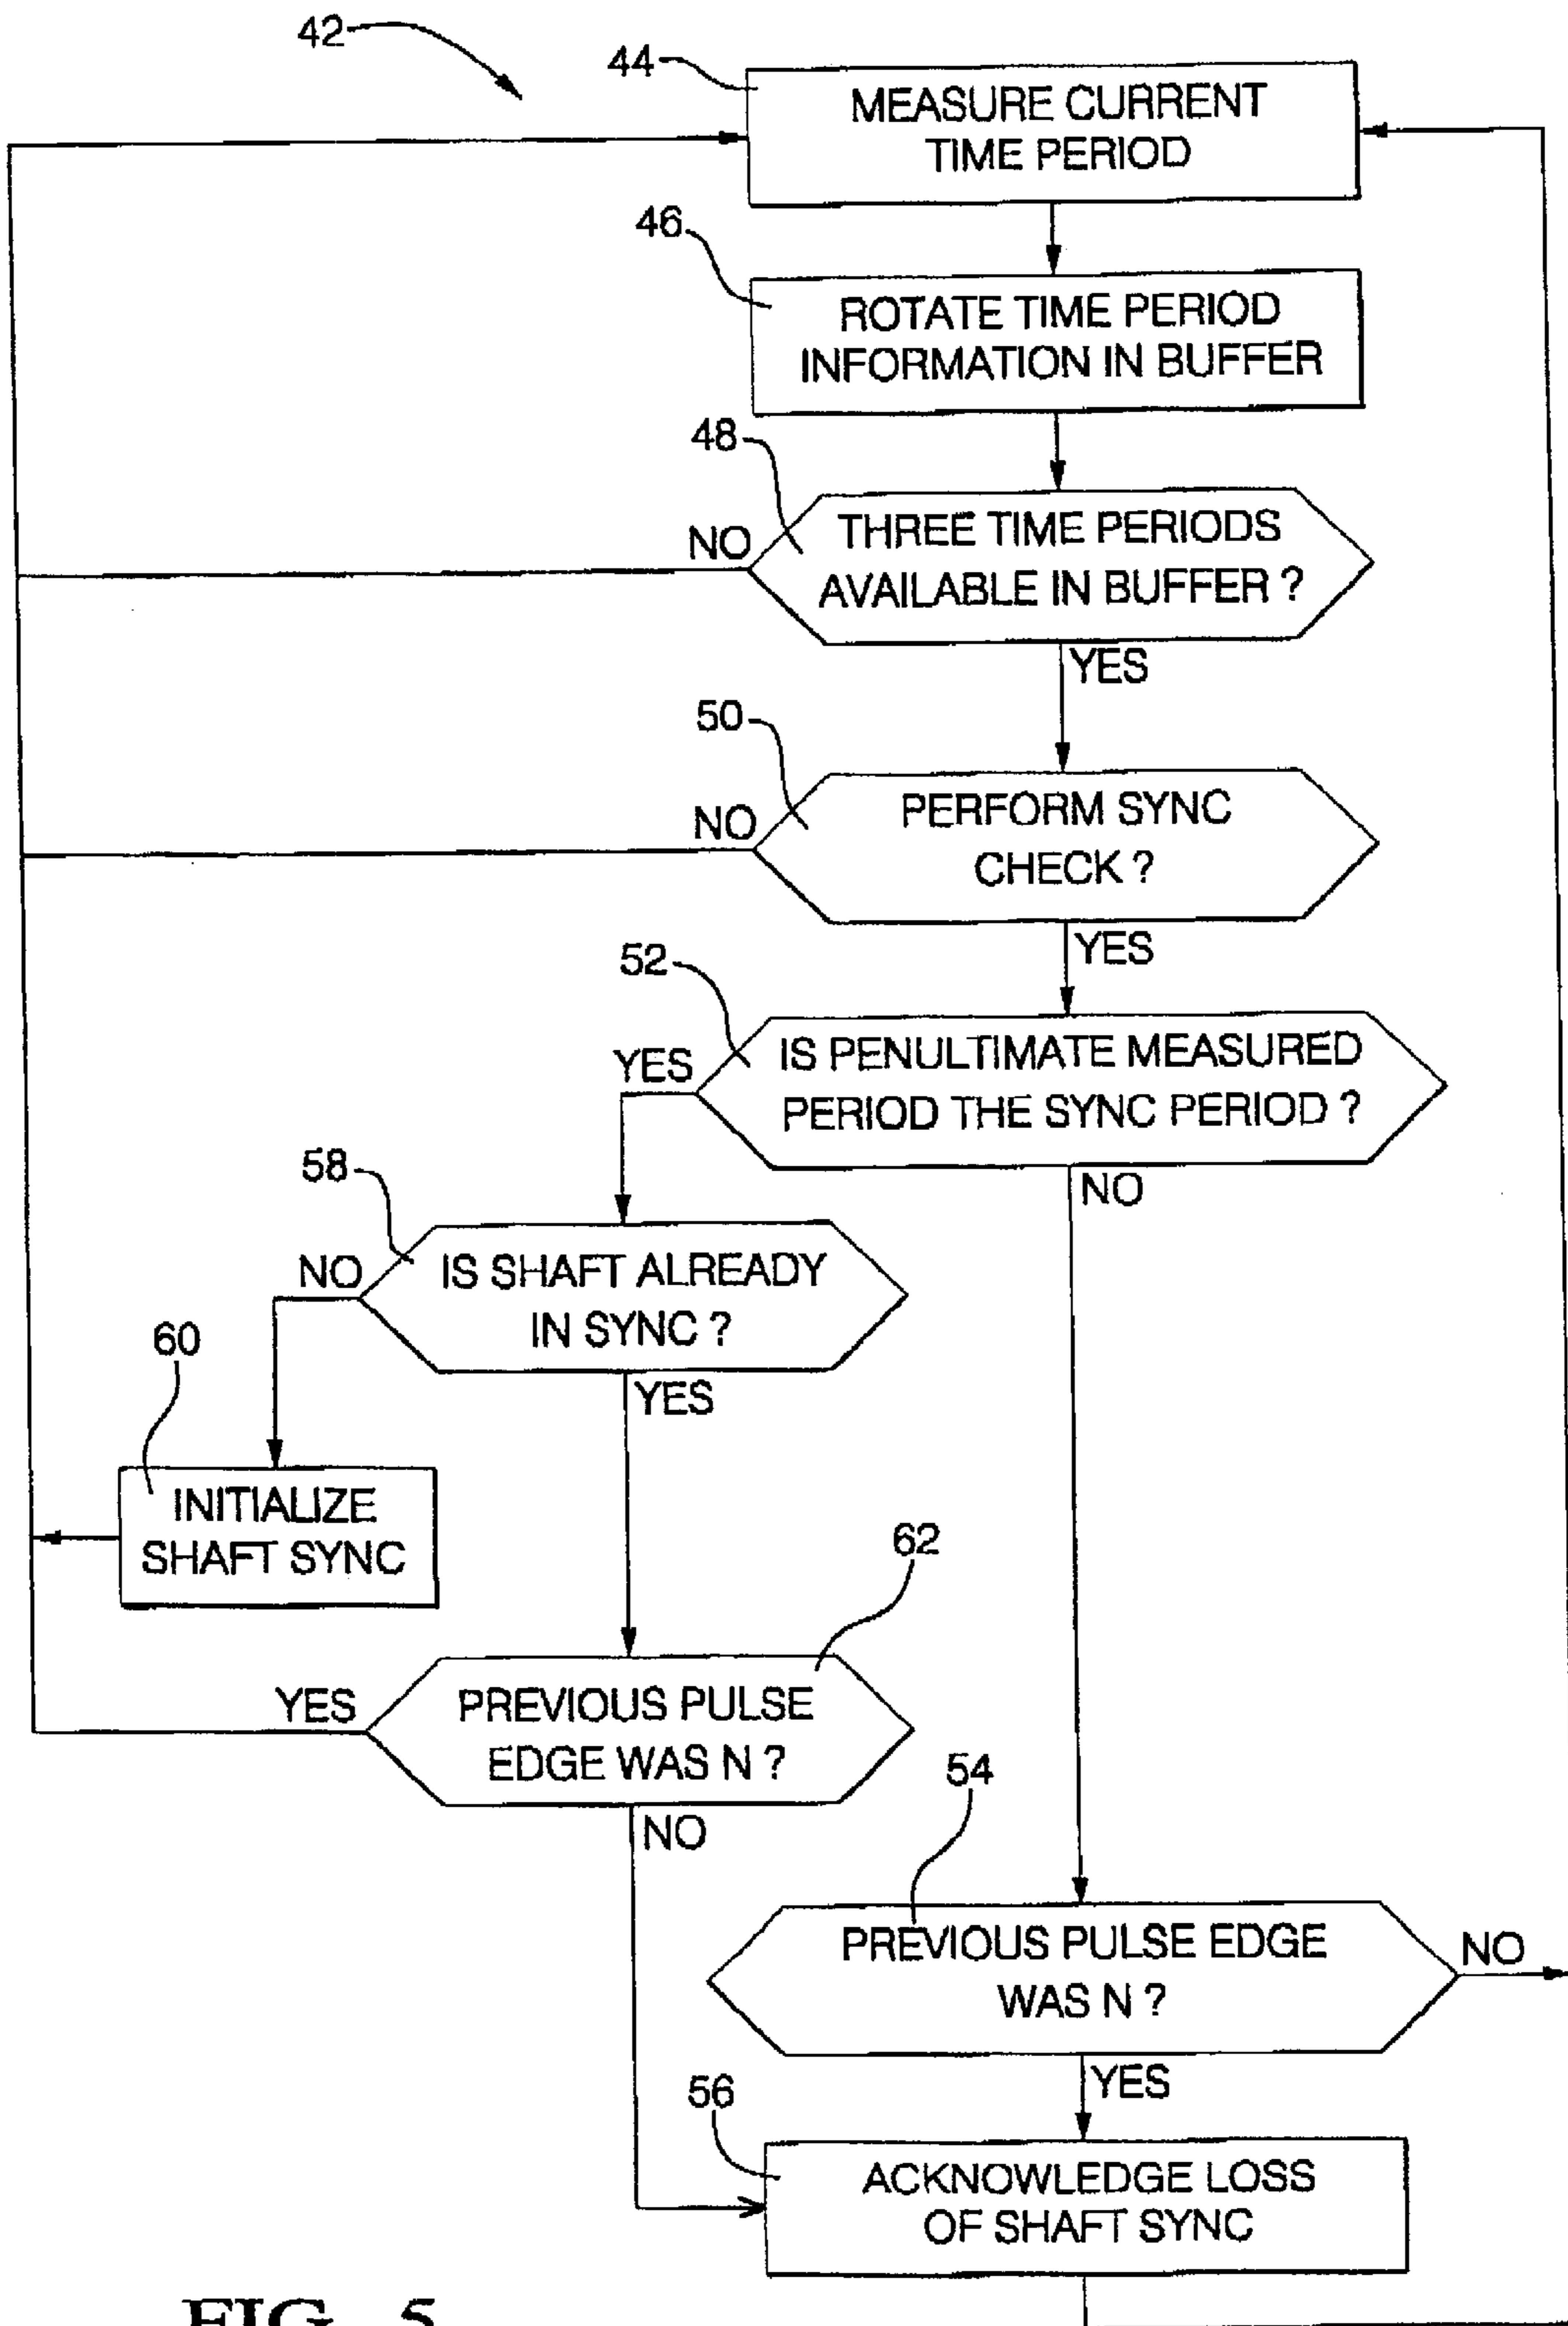 42
44
MEASURE CURRENT
TIME PERIOD
46
ROTATE TIME PERIOD
INFORMATION IN BUFFER
48
NO
THREE TIME PERIODS
AVAILABLE IN BUFFER ?
YES
50
NO
PERFORM SYNC
CHECK ?
YES
52
YES
IS PENULTIMATE MEASURED
PERIOD THE SYNC PERIOD ?
NO
58
NO
IS SHAFT ALREADY
IN SYNC ?
YES
60
INITIALIZE
SHAFT SYNC
62
YES
PREVIOUS PULSE
EDGE WAS N ?
NO
54
PREVIOUS PULSE EDGE
WAS N ?
NO
YES
56
ACKNOWLEDGE LOSS
OF SHAFT SYNC
FIG. 5